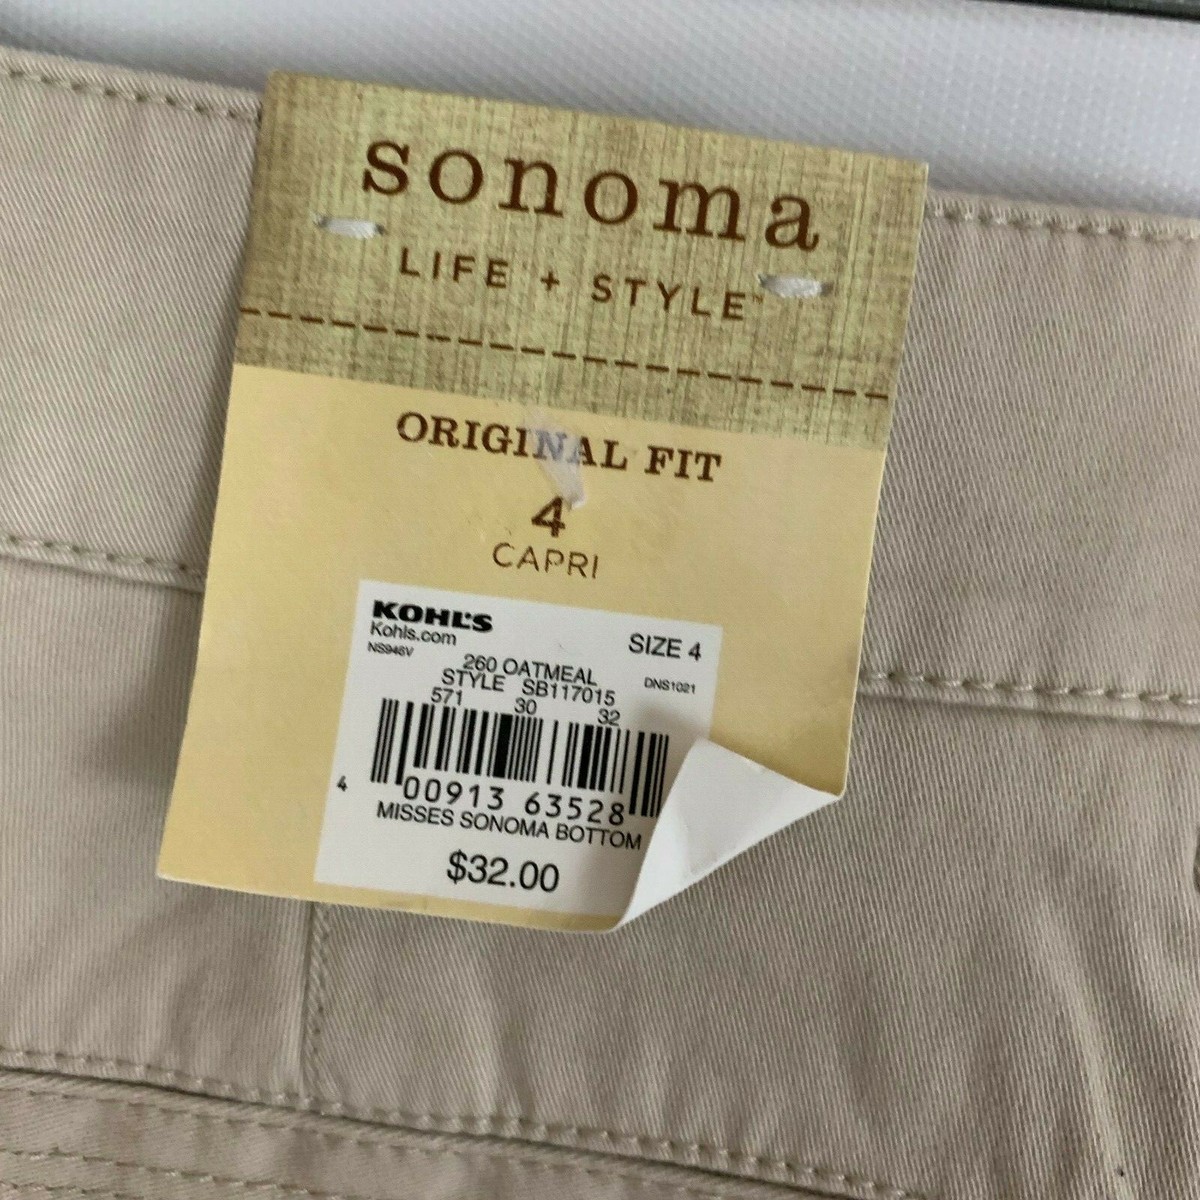 sonoma
LIFE + STYLE™
ORIGINAL FIT
4
CAPRI
KOHL'S
Kohls.com
SIZE 4
NS946V
260 OATMEAL
DNS1021
STYLE SB117015
571 30 32
4 00913 63528
MISSES SONOMA BOTTOM
$32.00